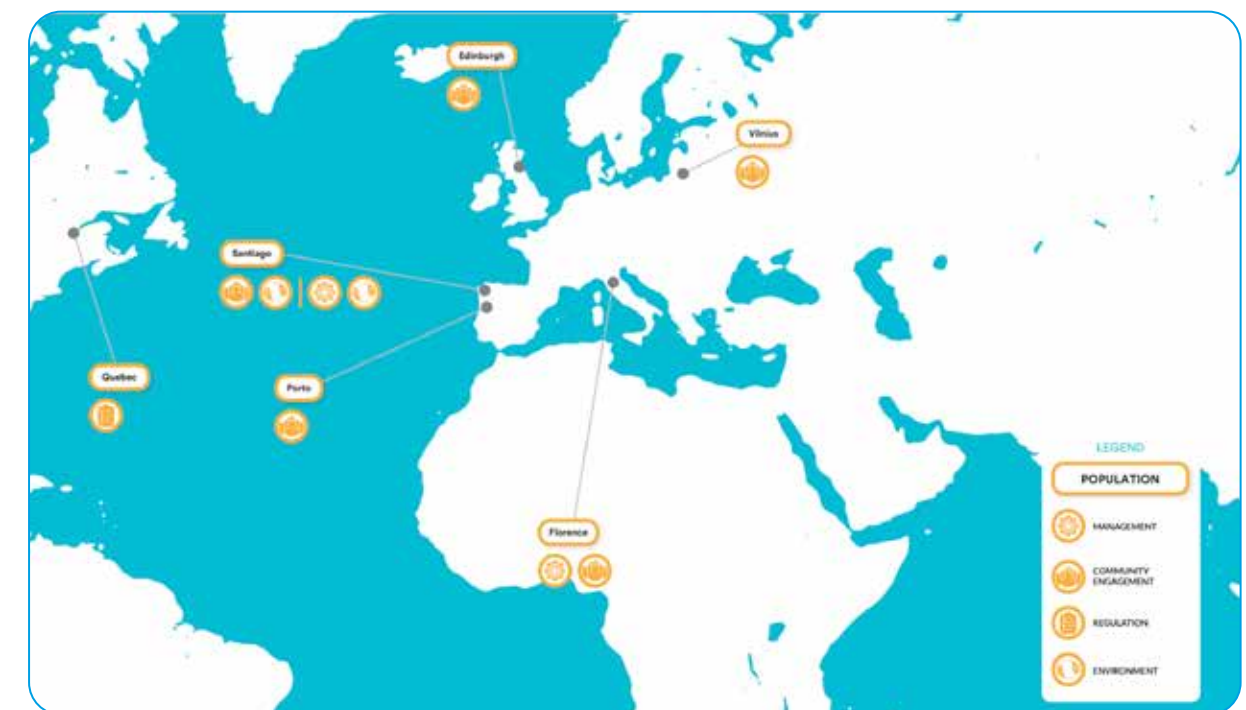 Edinburgh
Vilnius
Santiago
Quebec
Porto
Florence
LEGEND
POPULATION
MANAGEMENT
COMMUNITY
ENGAGEMENT
REGULATION
ENVIRONMENT